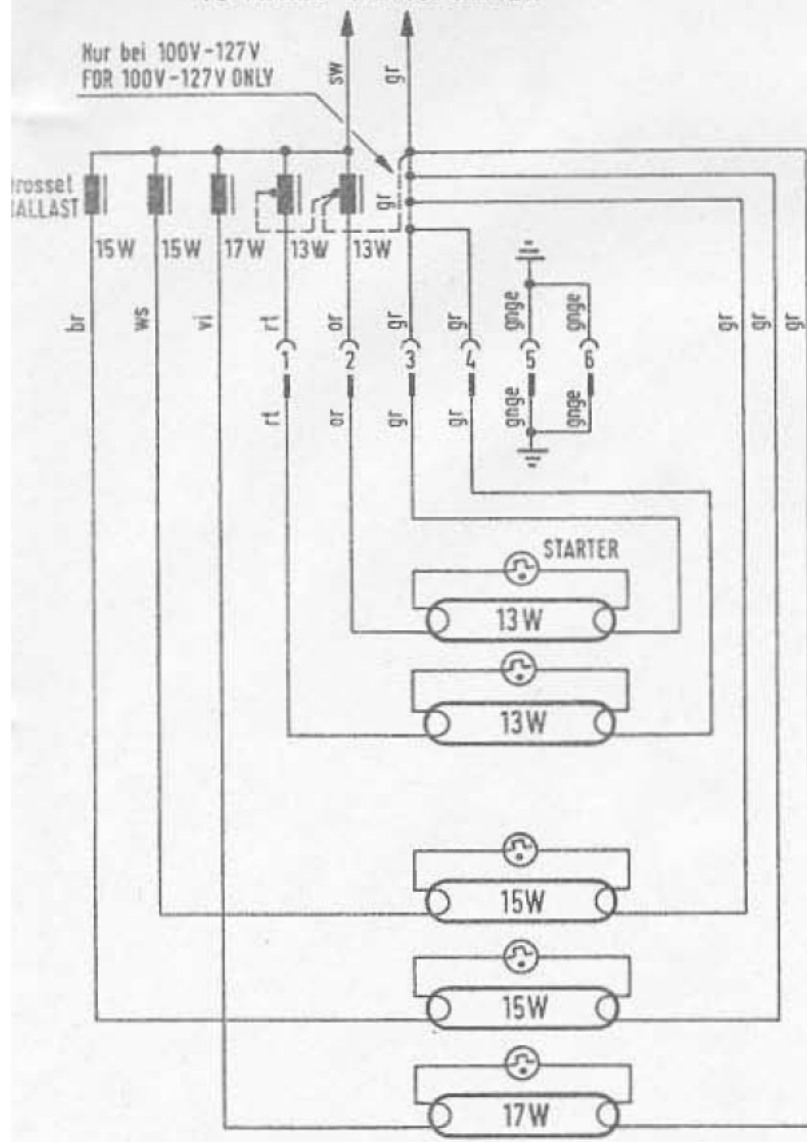 Nur bei 100V-127V
FOR 100V-127V ONLY
sw
gr
BALLAST
gr
15W 15W 17W 13W 13W
br ws vi rt or gr gr gnge gnge gr gr gr
1 2 3 4 5 6
rt or gr gr gnge gnge
STARTER
13W
13W
15W
15W
17W